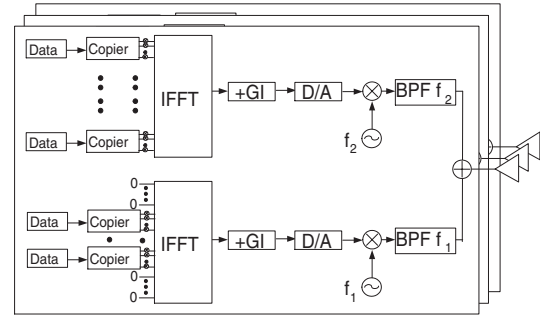 Data
Copier
IFFT
+GI
D/A
BPF f2
f2
Data
Copier
0
0
Data
Copier
IFFT
+GI
D/A
BPF f1
Data
Copier
0
0
f1